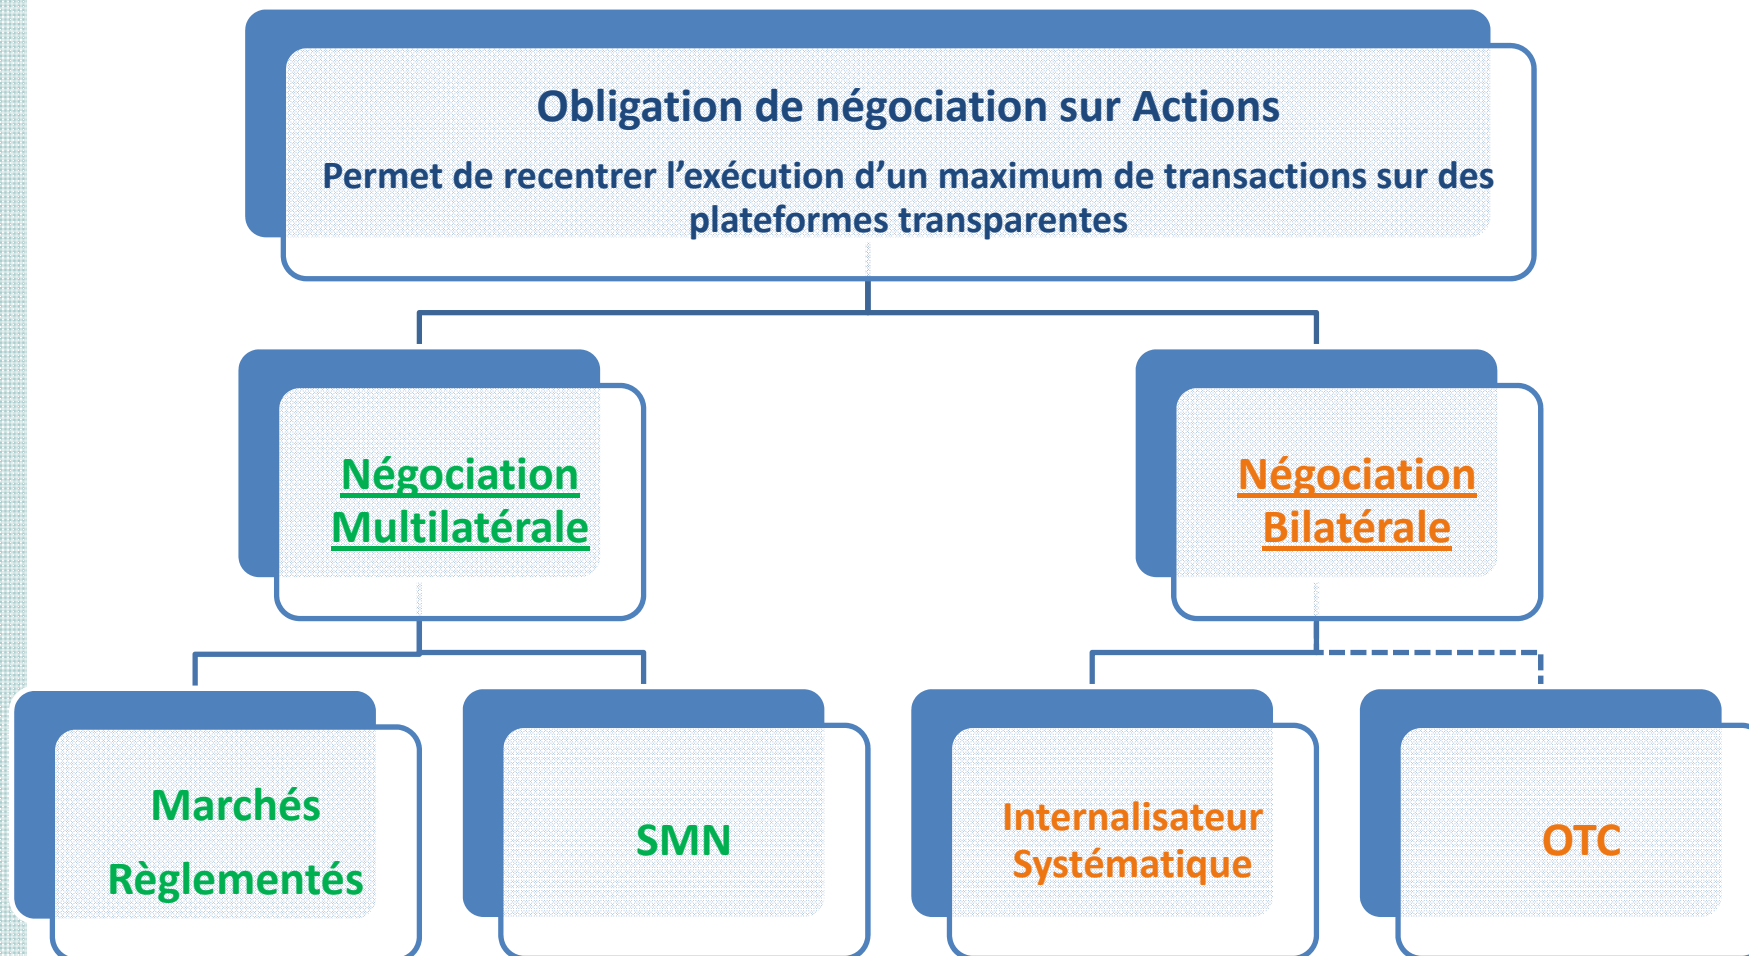 Obligation de négociation sur Actions
Permet de recentrer l’exécution d’un maximum de transactions sur des
plateformes transparentes
Négociation
Multilatérale
Négociation
Bilatérale
Marchés
Règlementés
SMN
Internalisateur
Systématique
OTC